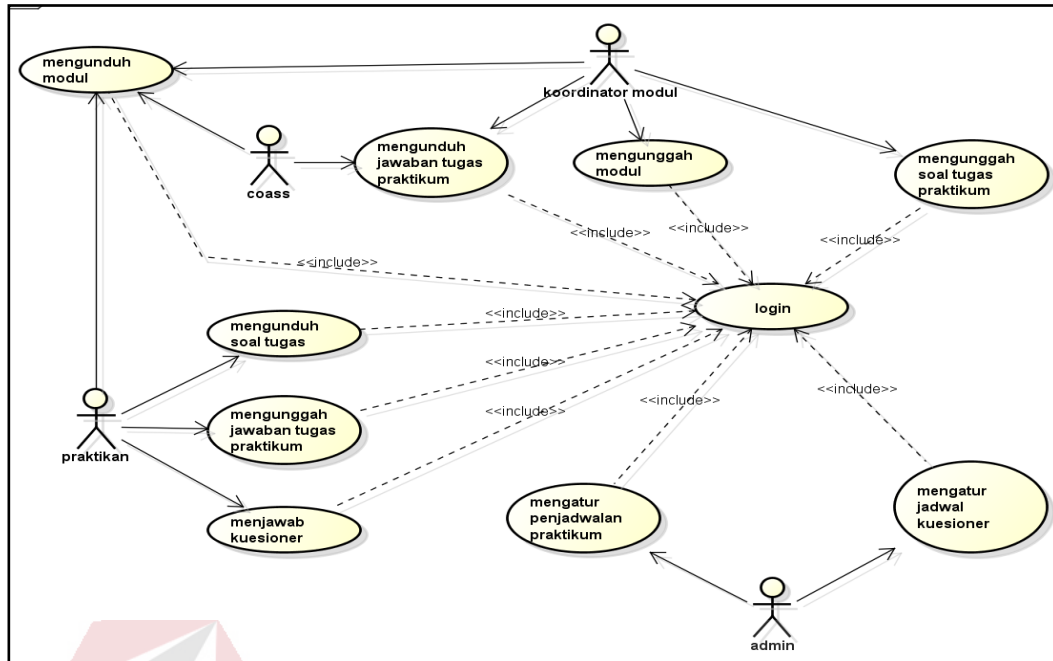 mengunduh
modul
koordinator modul
coass
mengunduh
jawaban tugas
praktikum
mengunggah
modul
mengunggah
soal tugas
praktikum
<<include>>
<<include>>
<<include>>
<<include>>
login
mengunduh
soal tugas
<<include>>
<<include>>
mengunggah
jawaban tugas
praktikum
<<include>>
<<include>>
<<include>>
praktikan
menjawab
kuesioner
mengatur
penjadwalan
praktikum
mengatur
jadwal
kuesioner
admin